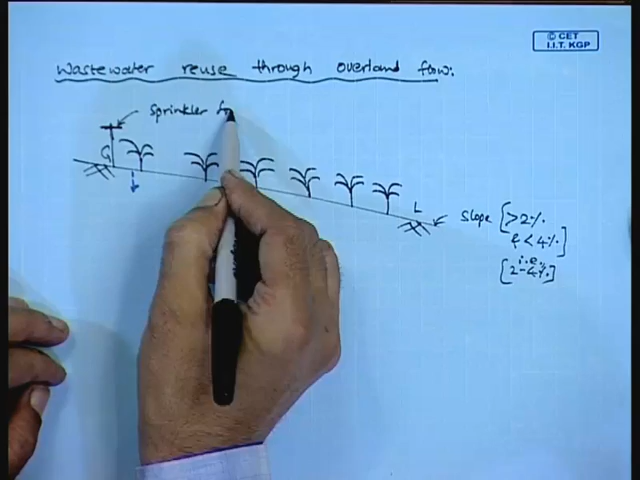 © CET
I.I.T. KGP
Wastewater reuse through overland flow:
Sprinkler
G
L
Slope [>2%
& <4%]
i.e.
[2-4%]